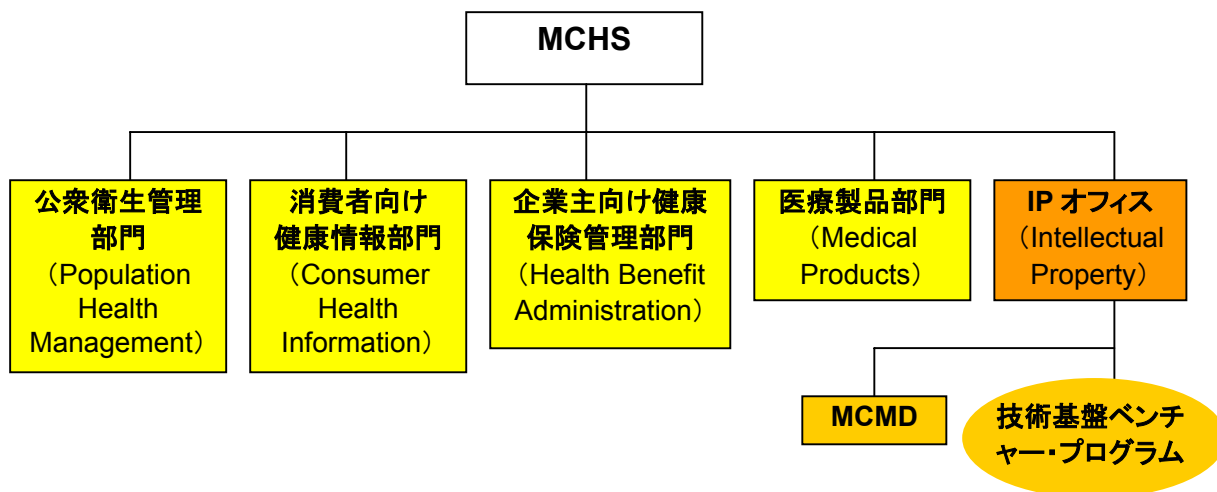 MCHS
公衆衛生管理
部門
（Population
Health
Management）
消費者向け
健康情報部門
（Consumer
Health
Information）
企業主向け健康
保険管理部門
（Health Benefit
Administration）
医療製品部門
（Medical
Products）
IP オフィス
（Intellectual
Property）
MCMD
技術基盤ベンチ
ャー・プログラム